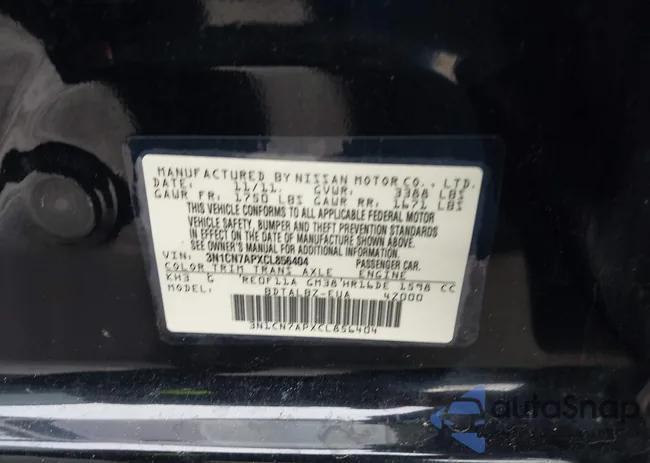 MANUFACTURED BY NISSAN MOTOR CO., LTD.
DATE: 11/11. GVWR: 3388 LBS
GAWR FR: 1750 LBS GAWR RR: 1671 LBS
THIS VEHICLE CONFORMS TO ALL APPLICABLE FEDERAL MOTOR
VEHICLE SAFETY, BUMPER AND THEFT PREVENTION STANDARDS
IN EFFECT ON THE DATE OF MANUFACTURE SHOWN ABOVE.
SEE OWNER'S MANUAL FOR ADDITIONAL INFORMATION.
VIN: 3N1CN7APXCL856404 PASSENGER CAR
COLOR TRIM TRANS AXLE ENGINE
KH3 G RE0F11A GM38 HR16DE 1598 CC
BDTALBZ-EUA 47000
3N1CN7APXCL856404
autoSnap